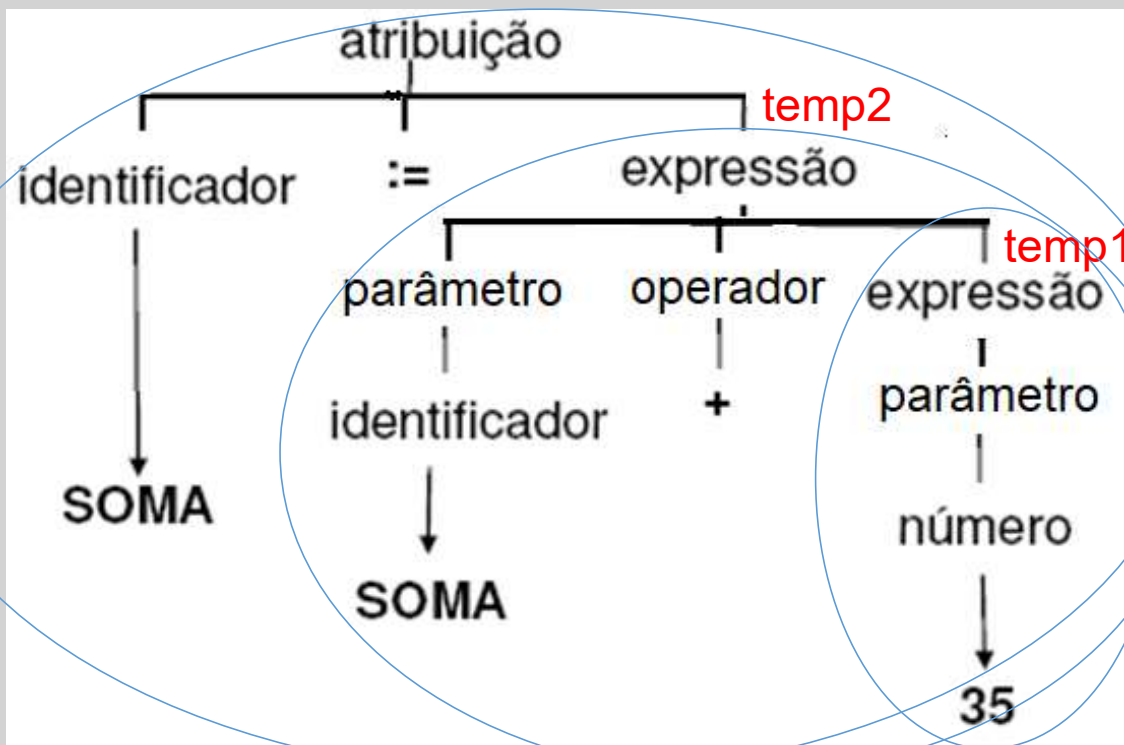 atribuição
temp2
identificador := expressão
temp1
parâmetro operador expressão
identificador + parâmetro
SOMA
número
SOMA
35